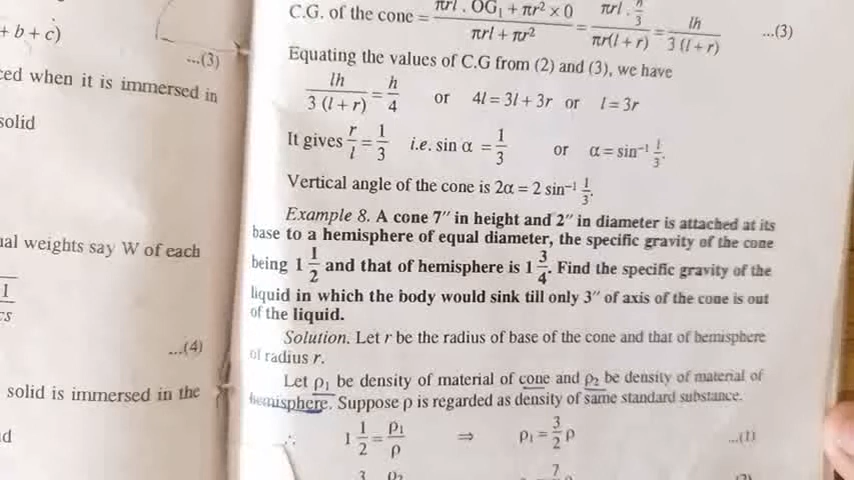 + b + c)
...(3)
ced when it is immersed in
solid
ual weights say W of each
1
cs
...(4)
solid is immersed in the
d
C.G. of the cone = πrl . OG₁ + πr² × 0 / πrl + πr² = πrl . h/3 / πr(l + r) = lh / 3 (l + r) ...(3)
Equating the values of C.G from (2) and (3), we have
lh / 3 (l + r) = h/4 or 4l = 3l + 3r or l = 3r
It gives r/l = 1/3 i.e. sin α = 1/3 or α = sin⁻¹ 1/3.
Vertical angle of the cone is 2α = 2 sin⁻¹ 1/3.
Example 8. A cone 7″ in height and 2″ in diameter is attached at its
base to a hemisphere of equal diameter, the specific gravity of the cone
being 1 1/2 and that of hemisphere is 1 3/4. Find the specific gravity of the
liquid in which the body would sink till only 3″ of axis of the cone is out
of the liquid.
Solution. Let r be the radius of base of the cone and that of hemisphere
of radius r.
Let ρ₁ be density of material of cone and ρ₂ be density of material of
hemisphere. Suppose ρ is regarded as density of same standard substance.
∴ 1 1/2 = ρ₁/ρ ⇒ ρ₁ = 3/2 ρ ...(1)
3 ρ₂ 7